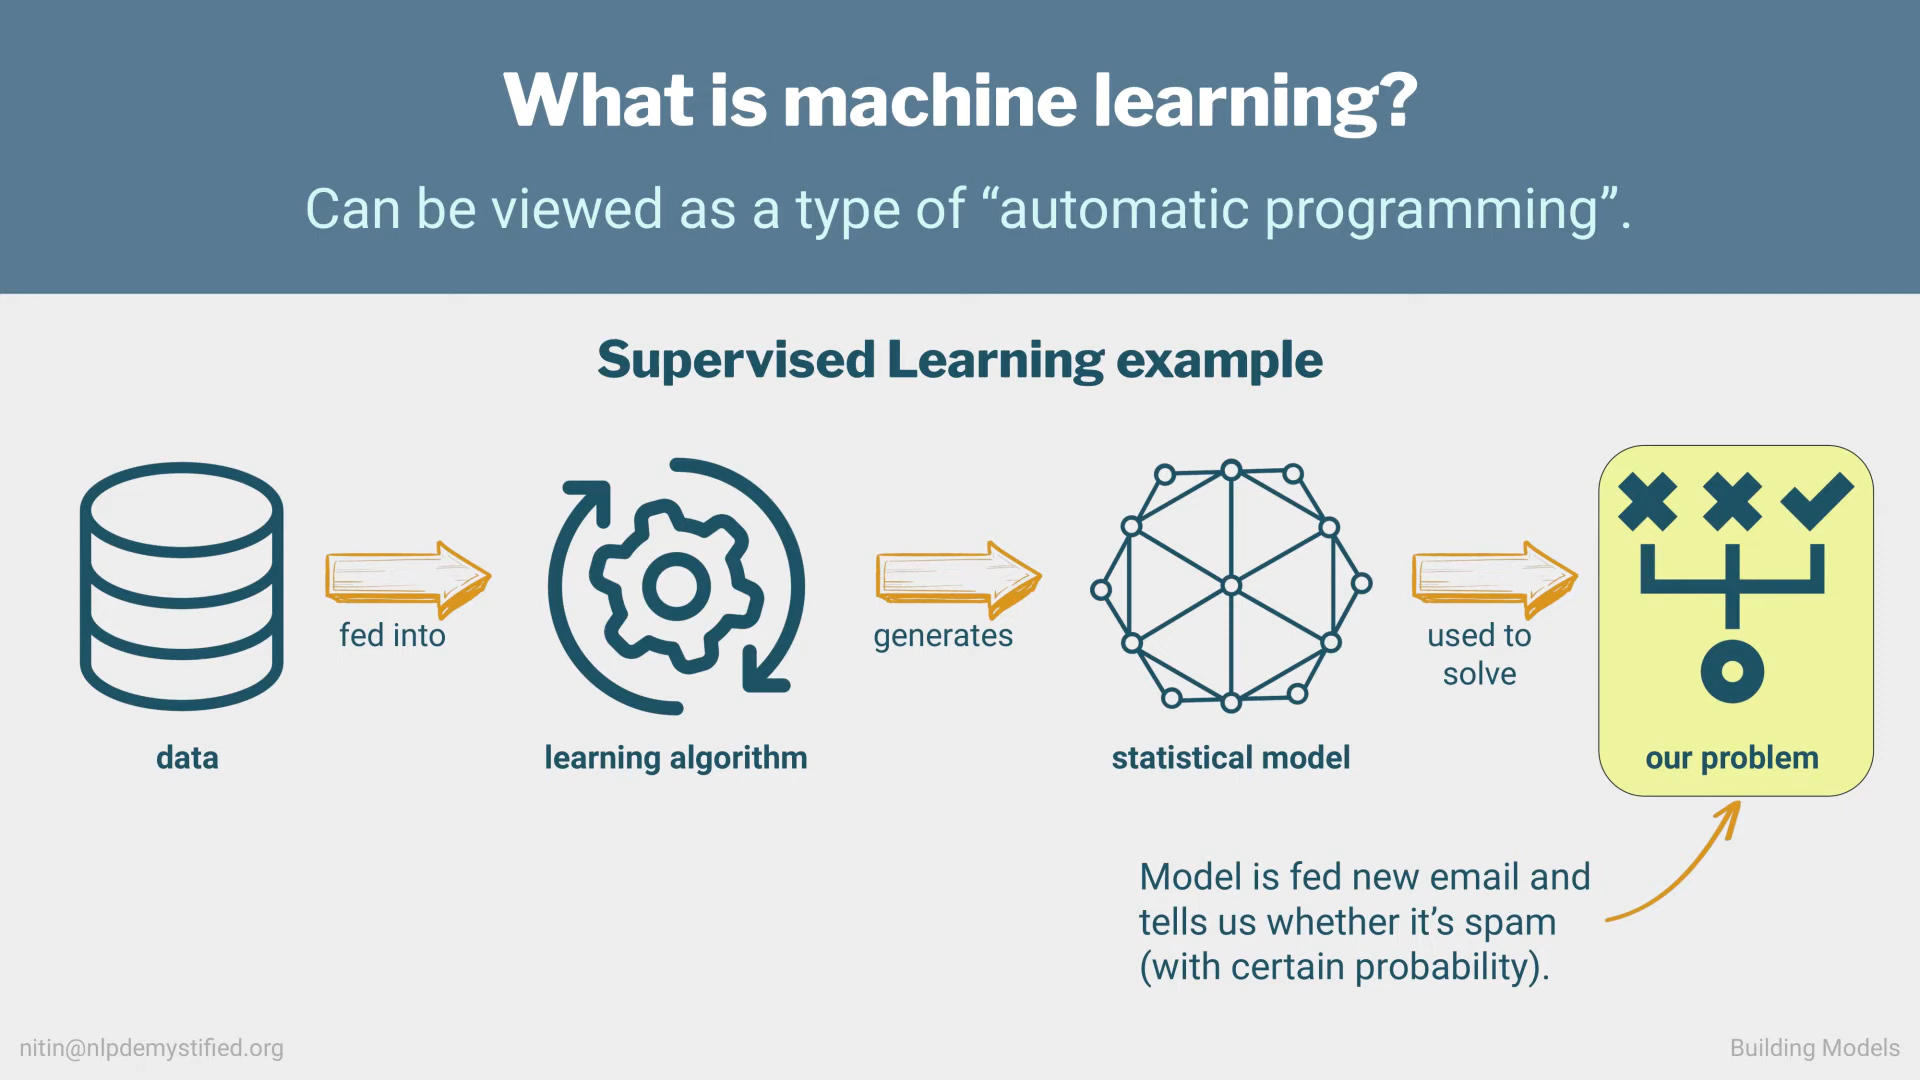 What is machine learning?
Can be viewed as a type of “automatic programming”.
Supervised Learning example
fed into
generates
used to
solve
data
learning algorithm
statistical model
our problem
Model is fed new email and
tells us whether it’s spam
(with certain probability).
nitin@nlpdemystified.org
Building Models